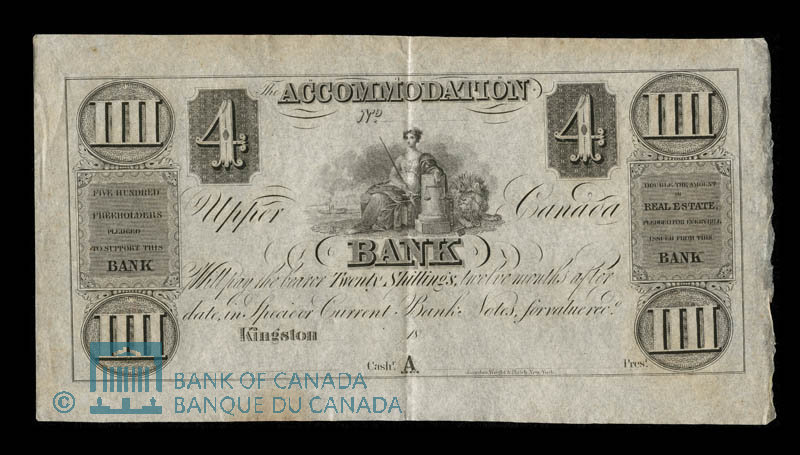 The ACCOMMODATION
No.
IIII
4
4
IIII
FIVE HUNDRED
FREEHOLDERS
PLEDGED
TO SUPPORT THIS
BANK
DOUBLE THE AMOUNT
IN
REAL ESTATE,
PLEDGED FOR EVERY BILL
ISSUED FROM THIS
BANK
Upper Canada
BANK
Will pay the bearer Twenty Shillings, twelve months after
date, in Specie or Current Bank Notes, for value recd.
Kingston 18
IIII
IIII
Cashr. A Prest.
© BANK OF CANADA
BANQUE DU CANADA